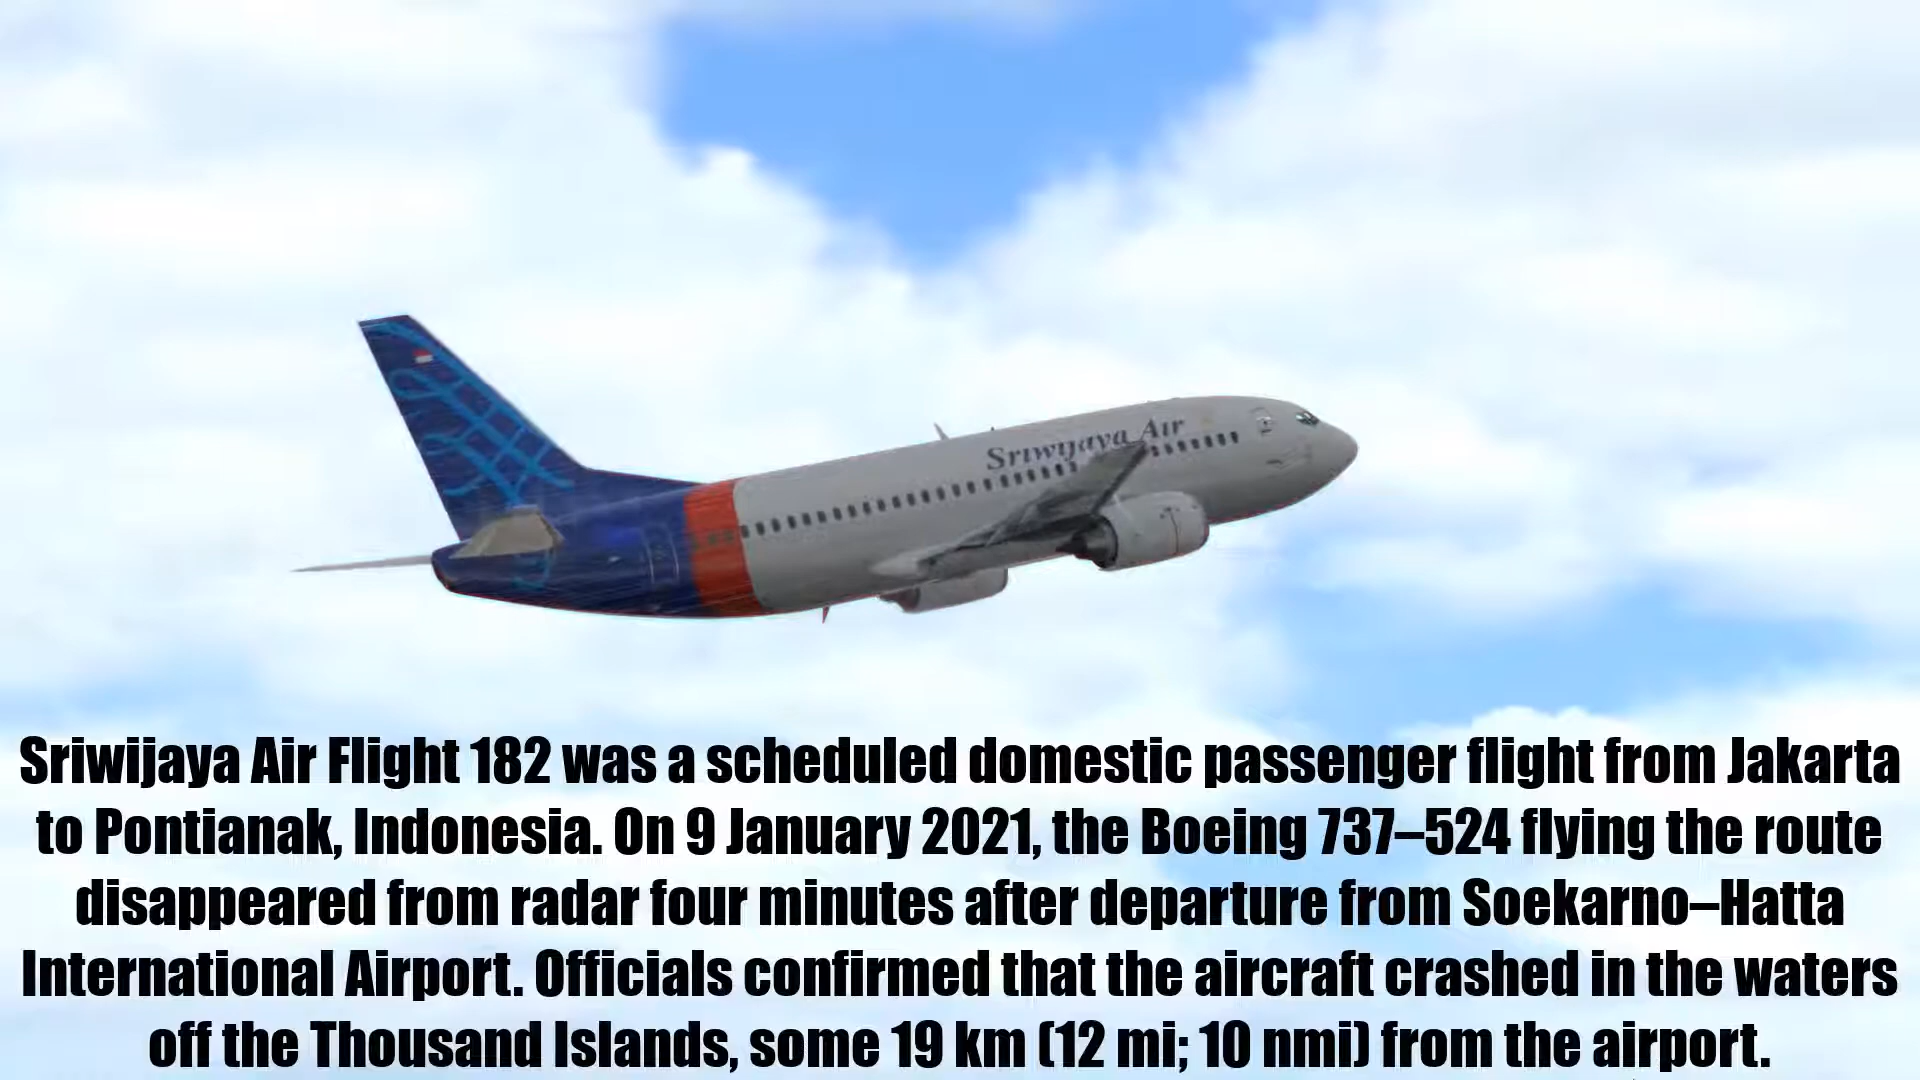 Sriwijaya Air
Sriwijaya Air Flight 182 was a scheduled domestic passenger flight from Jakarta
to Pontianak, Indonesia. On 9 January 2021, the Boeing 737–524 flying the route
disappeared from radar four minutes after departure from Soekarno–Hatta
International Airport. Officials confirmed that the aircraft crashed in the waters
off the Thousand Islands, some 19 km (12 mi; 10 nmi) from the airport.